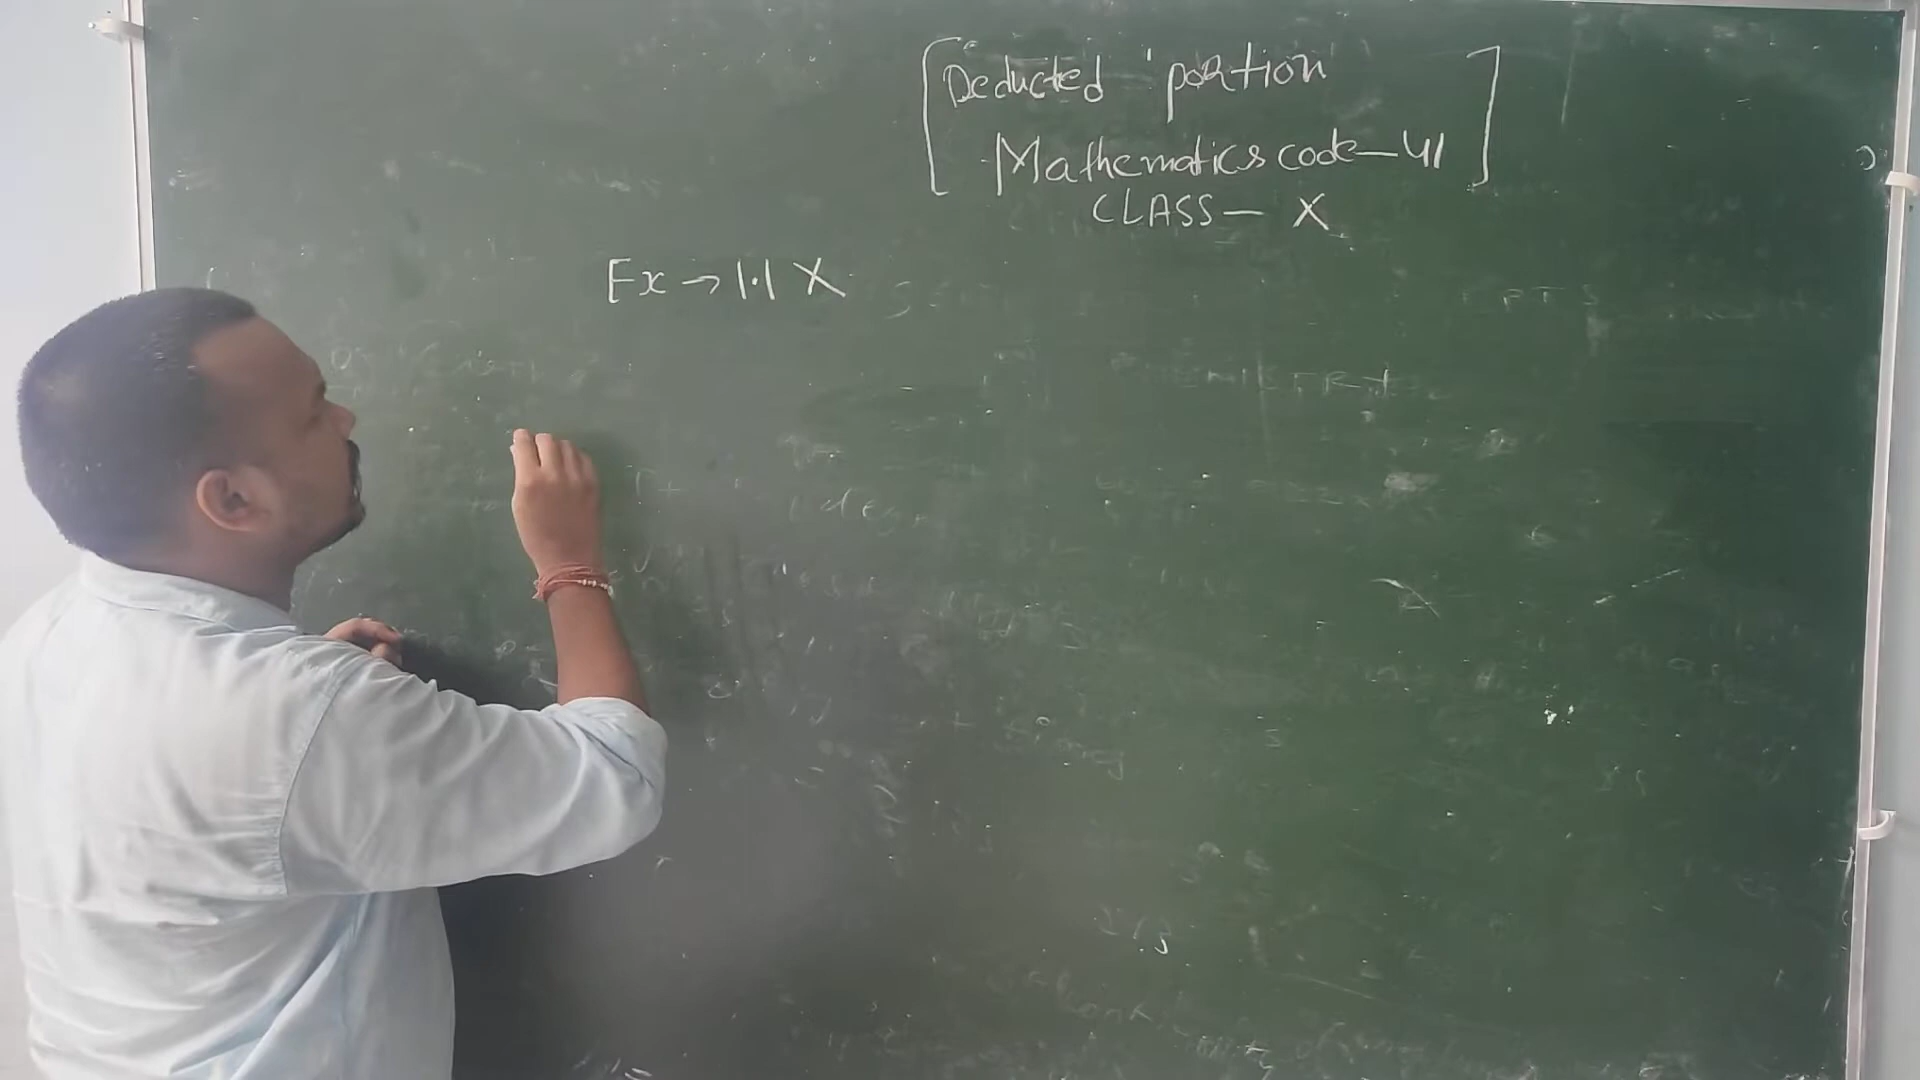 Deducted portion
Mathematics code-41
CLASS- X
Ex → 1.1 X